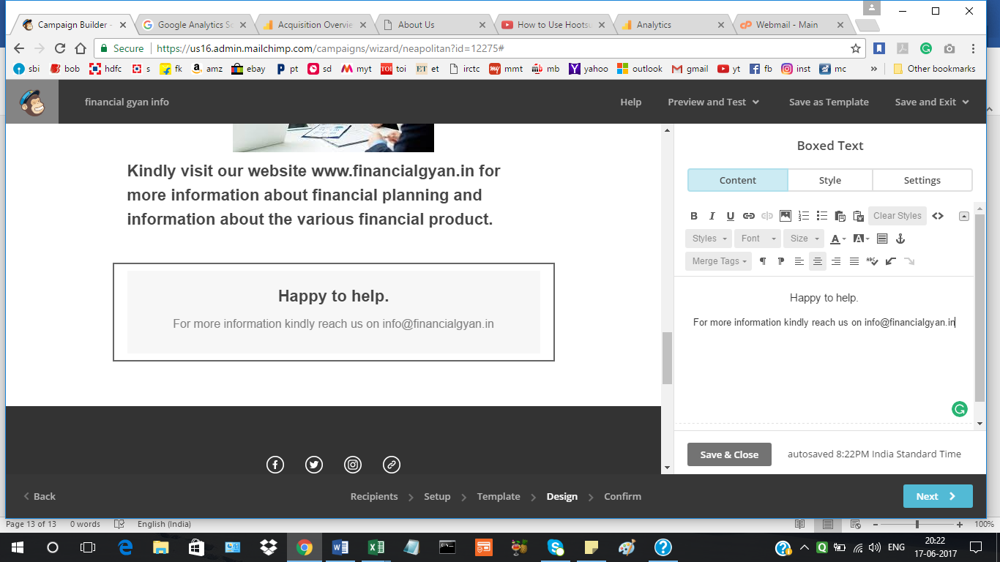 Campaign Builder -
Google Analytics So
Acquisition Overvie
About Us
How to Use Hootsu
Analytics
Webmail - Main
Secure
https://us16.admin.mailchimp.com/campaigns/wizard/neapolitan?id=12275#
sbi
bob
hdfc
s
fk
amz
ebay
pt
sd
myt
toi
et
irctc
mmt
mb
yahoo
outlook
gmail
yt
fb
inst
mc
»
Other bookmarks
financial gyan info
Help
Preview and Test
Save as Template
Save and Exit
Kindly visit our website www.financialgyan.in for
more information about financial planning and
information about the various financial product.
Happy to help.
For more information kindly reach us on info@financialgyan.in
Boxed Text
Content
Style
Settings
B I U
Clear Styles
Styles
Font
Size
A
A
Merge Tags
ABC
Happy to help.
For more information kindly reach us on info@financialgyan.in
Save & Close
autosaved 8:22PM India Standard Time
Back
Recipients
Setup
Template
Design
Confirm
Next
Page 13 of 13
0 words
English (India)
100%
ENG
20:22
17-06-2017